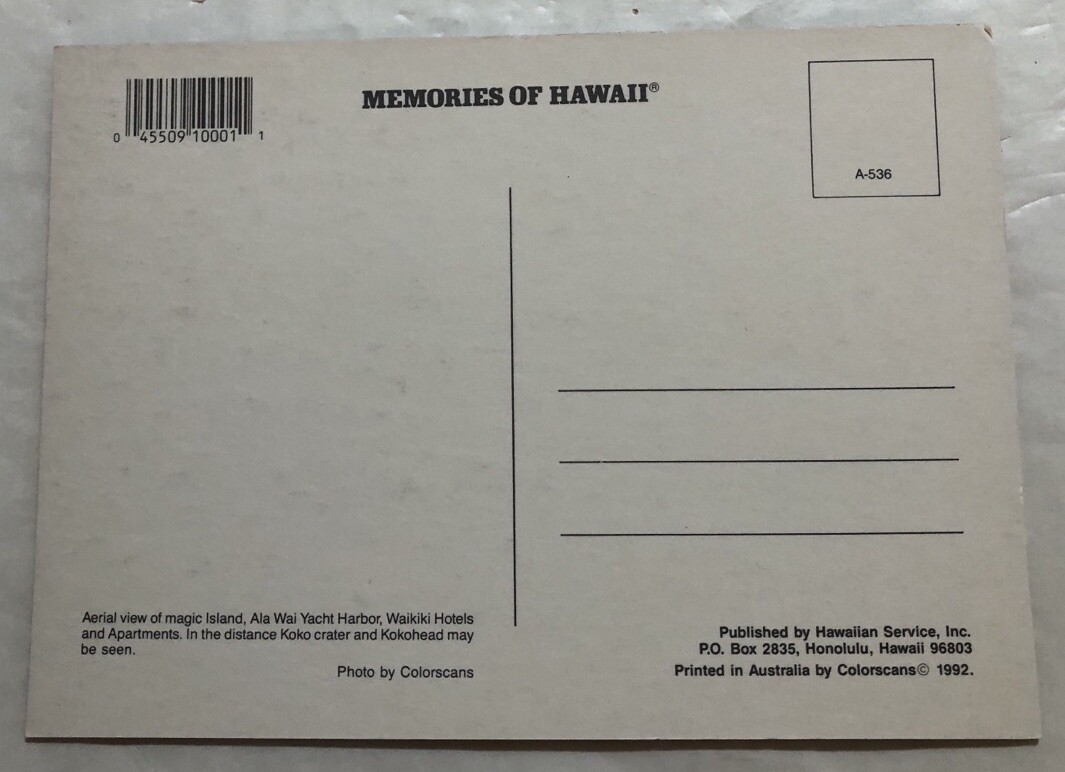 MEMORIES OF HAWAII®
0 45509 10001 1
A-536
Aerial view of magic Island, Ala Wai Yacht Harbor, Waikiki Hotels
and Apartments. In the distance Koko crater and Kokohead may
be seen.
Photo by Colorscans
Published by Hawaiian Service, Inc.
P.O. Box 2835, Honolulu, Hawaii 96803
Printed in Australia by Colorscans© 1992.